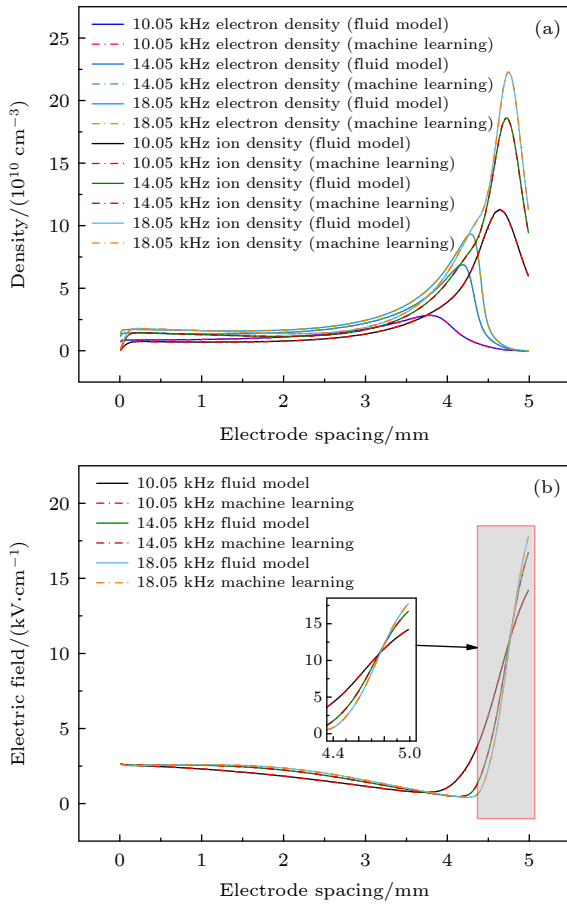 (a)
10.05 kHz electron density (fluid model)
10.05 kHz electron density (machine learning)
14.05 kHz electron density (fluid model)
14.05 kHz electron density (machine learning)
18.05 kHz electron density (fluid model)
18.05 kHz electron density (machine learning)
10.05 kHz ion density (fluid model)
10.05 kHz ion density (machine learning)
14.05 kHz ion density (fluid model)
14.05 kHz ion density (machine learning)
18.05 kHz ion density (fluid model)
18.05 kHz ion density (machine learning)
Density/(10¹⁰ cm⁻³)
25
20
15
10
5
0
0 1 2 3 4 5
Electrode spacing/mm
(b)
10.05 kHz fluid model
10.05 kHz machine learning
14.05 kHz fluid model
14.05 kHz machine learning
18.05 kHz fluid model
18.05 kHz machine learning
Electric field/(kV·cm⁻¹)
20
15
10
5
0
15
10
5
0
4.4 5.0
0 1 2 3 4 5
Electrode spacing/mm